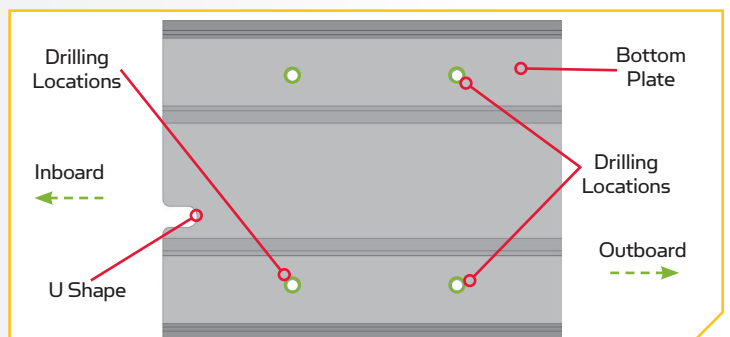 Drilling
Locations
Bottom
Plate
Inboard
Drilling
Locations
Outboard
U Shape